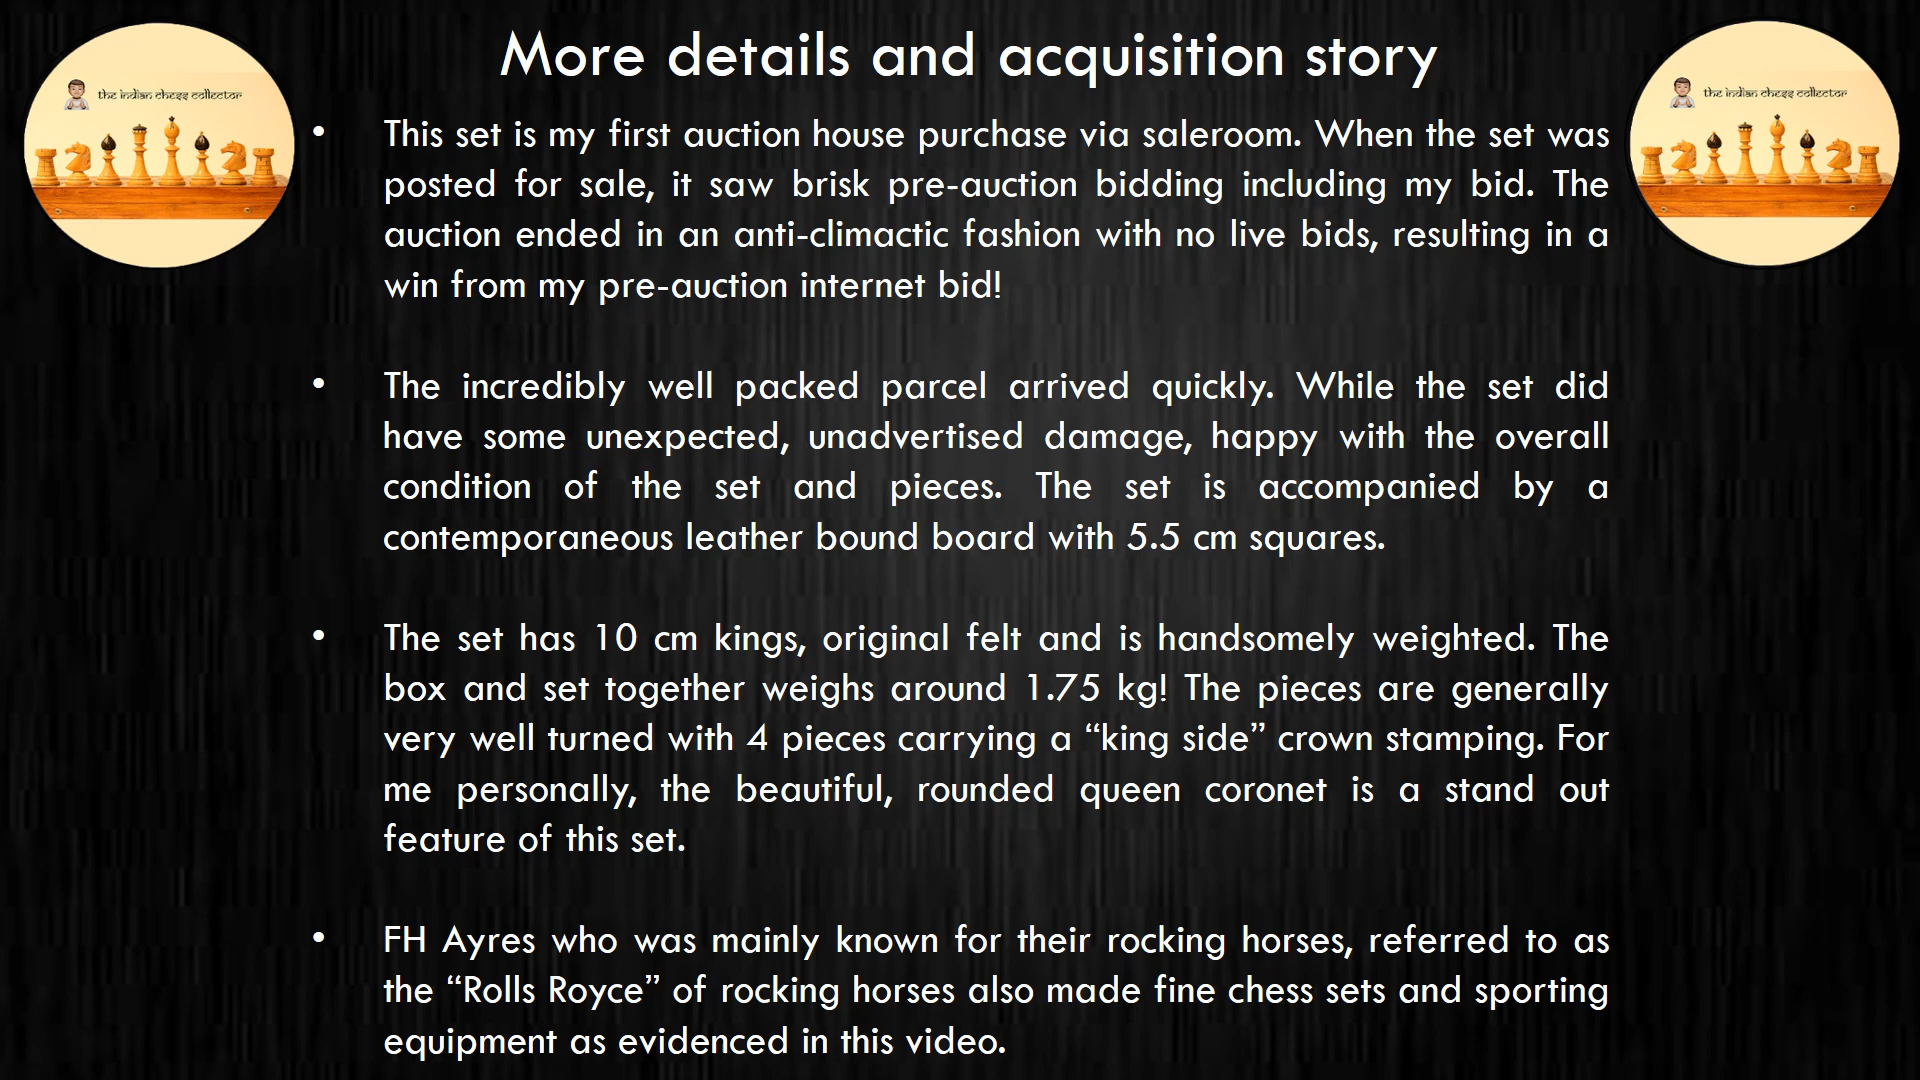 More details and acquisition story
the indian chess collector
the indian chess collector
• This set is my first auction house purchase via saleroom. When the set was
posted for sale, it saw brisk pre-auction bidding including my bid. The
auction ended in an anti-climactic fashion with no live bids, resulting in a
win from my pre-auction internet bid!
• The incredibly well packed parcel arrived quickly. While the set did
have some unexpected, unadvertised damage, happy with the overall
condition of the set and pieces. The set is accompanied by a
contemporaneous leather bound board with 5.5 cm squares.
• The set has 10 cm kings, original felt and is handsomely weighted. The
box and set together weighs around 1.75 kg! The pieces are generally
very well turned with 4 pieces carrying a “king side” crown stamping. For
me personally, the beautiful, rounded queen coronet is a stand out
feature of this set.
• FH Ayres who was mainly known for their rocking horses, referred to as
the “Rolls Royce” of rocking horses also made fine chess sets and sporting
equipment as evidenced in this video.